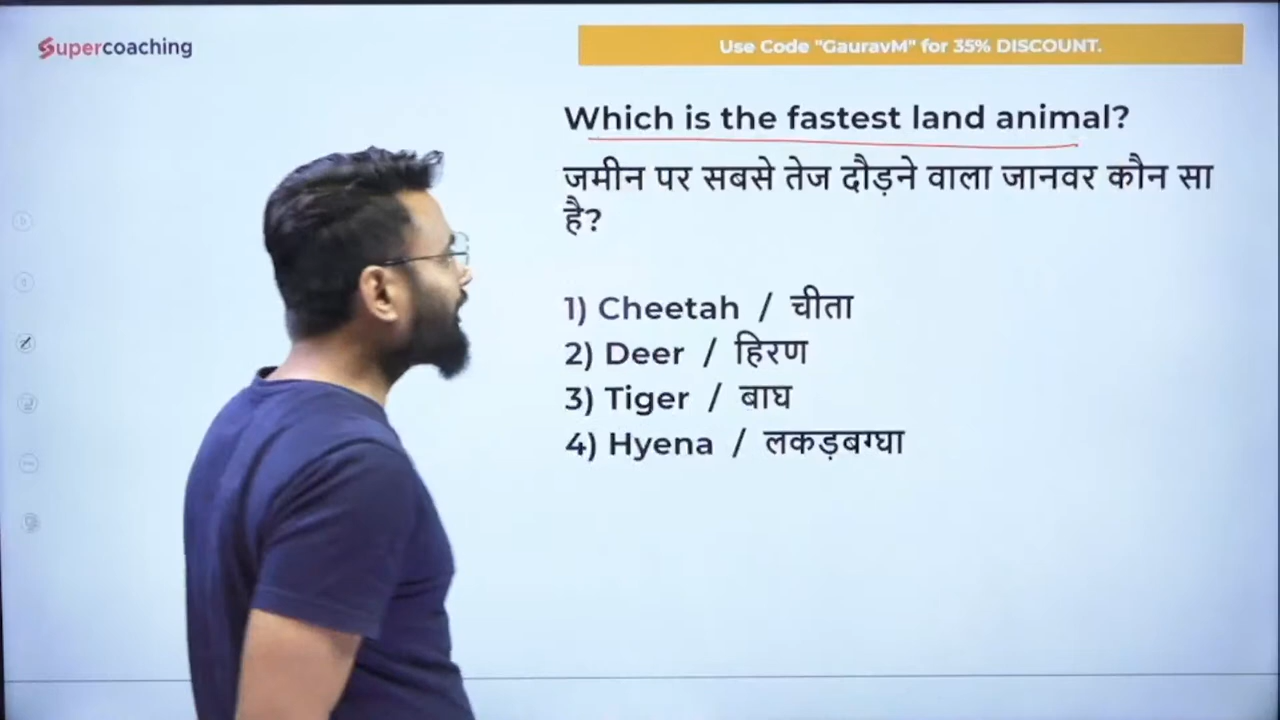 Supercoaching
Use Code "GauravM" for 35% DISCOUNT.
Which is the fastest land animal?
जमीन पर सबसे तेज दौड़ने वाला जानवर कौन सा
है?
1) Cheetah / चीता
2) Deer / हिरण
3) Tiger / बाघ
4) Hyena / लकड़बग्घा